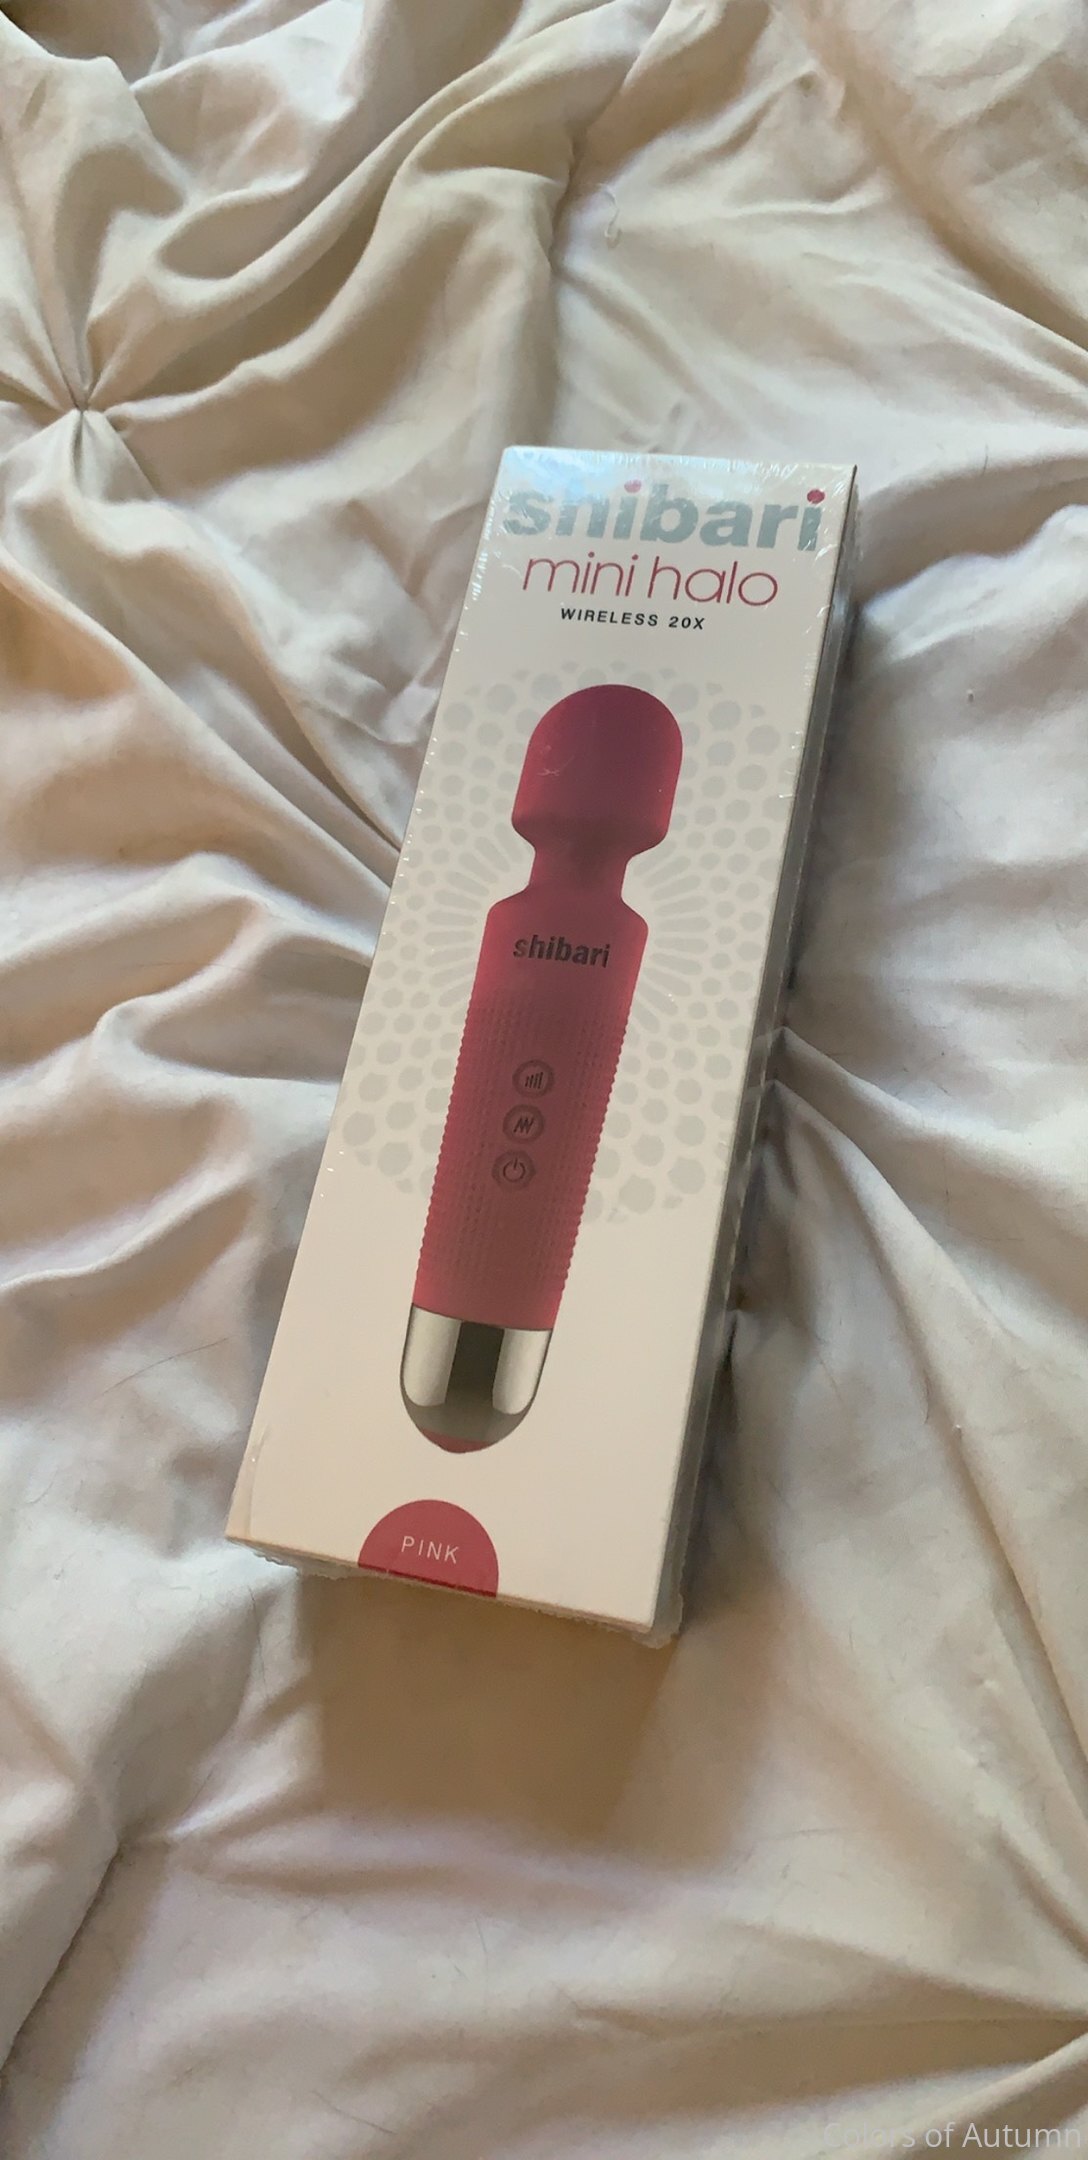 shibari
mini halo
WIRELESS 20X
shibari
PINK
Colors of Autumn